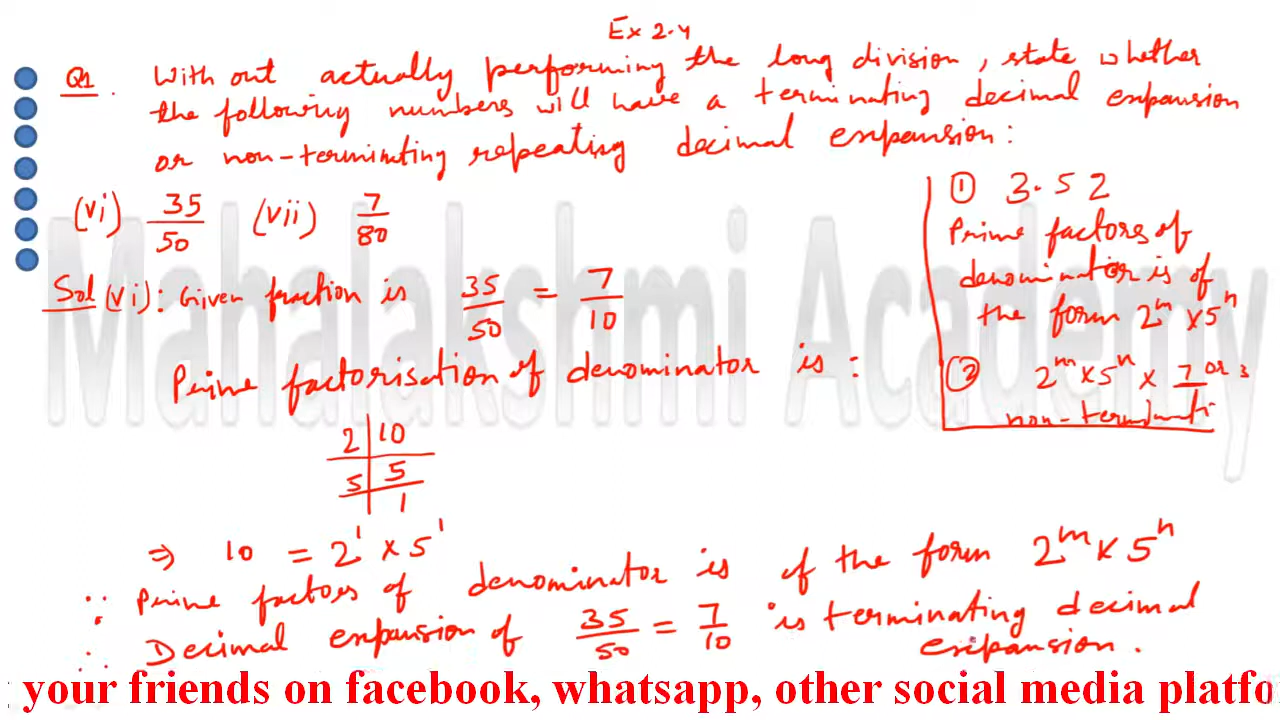 Ex 2.4
Q1. With out actually performing the long division, state whether
the following numbers will have a terminating decimal expansion
or non-terminating repeating decimal expansion:
(vi) 35/50 (vii) 7/80
① 3.52
Prime factors of
denominator is of
the form 2^m × 5^n
② 2^m × 5^n × 7 or 3
non-terminati
Sol (vi): Given fraction is 35/50 = 7/10
Prime factorisation of denominator is:
2 | 10
5 | 5
1
⇒ 10 = 2^1 × 5^1
∵ Prime factors of denominator is of the form 2^m × 5^n
∴ Decimal expansion of 35/50 = 7/10 is terminating decimal
expansion.
your friends on facebook, whatsapp, other social media platfo
Mahalakshmi Academy